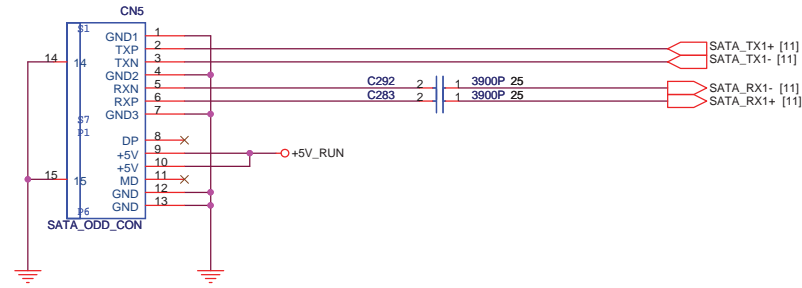 CN5
S1
GND1 1
TXP 2 SATA_TX1+ [11]
14 14 TXN 3 SATA_TX1- [11]
GND2 4
RXN 5 C292 2 1 3900P 25 SATA_RX1- [11]
RXP 6 C283 2 1 3900P 25 SATA_RX1+ [11]
GND3 7
S7
P1
DP 8
+5V 9 +5V_RUN
+5V 10
15 15 MD 11
GND 12
GND 13
P6
SATA_ODD_CON